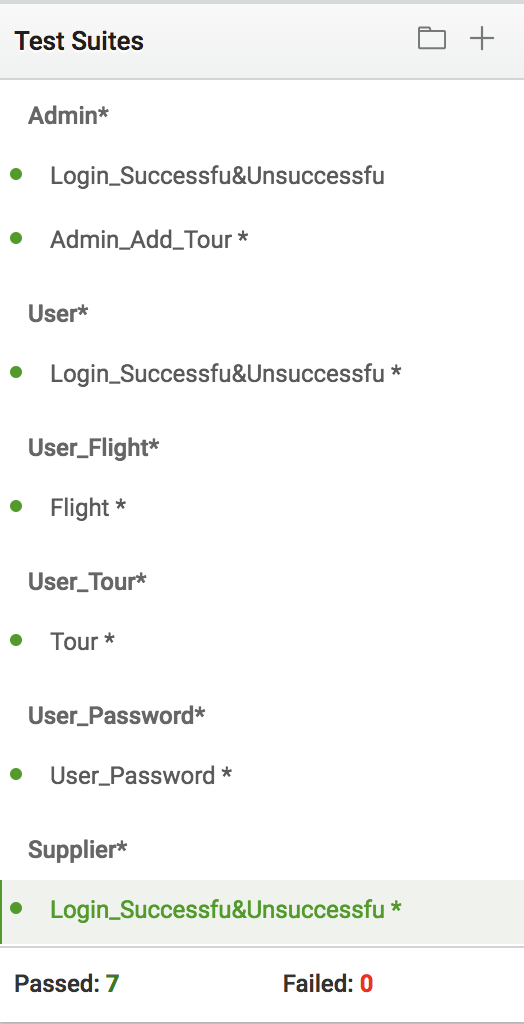 Test Suites
Admin*
Login_Successfu&Unsuccessfu
Admin_Add_Tour *
User*
Login_Successfu&Unsuccessfu *
User_Flight*
Flight *
User_Tour*
Tour *
User_Password*
User_Password *
Supplier*
Login_Successfu&Unsuccessfu *
Passed: 7 Failed: 0